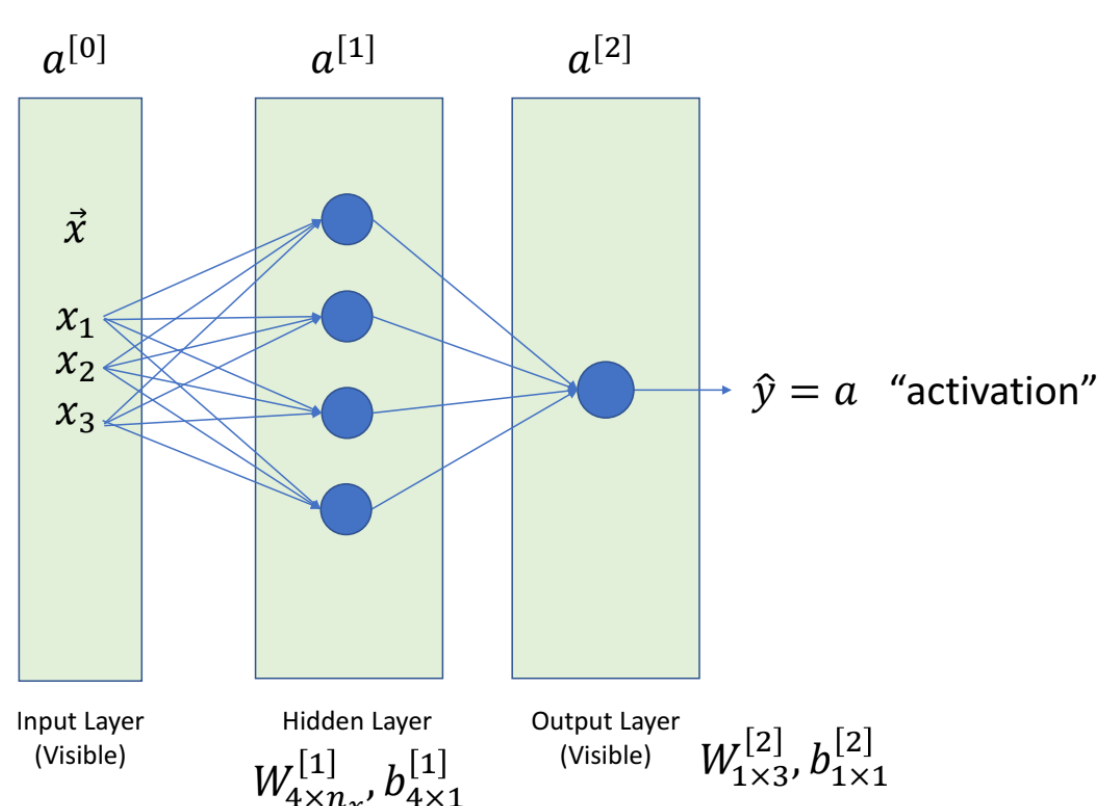 a^{[0]}
a^{[1]}
a^{[2]}
\vec{x}
x_1
x_2
x_3
ŷ = a “activation”
Input Layer
(Visible)
Hidden Layer
W^{[1]}_{4×n_x}, b^{[1]}_{4×1}
Output Layer
(Visible)
W^{[2]}_{1×3}, b^{[2]}_{1×1}